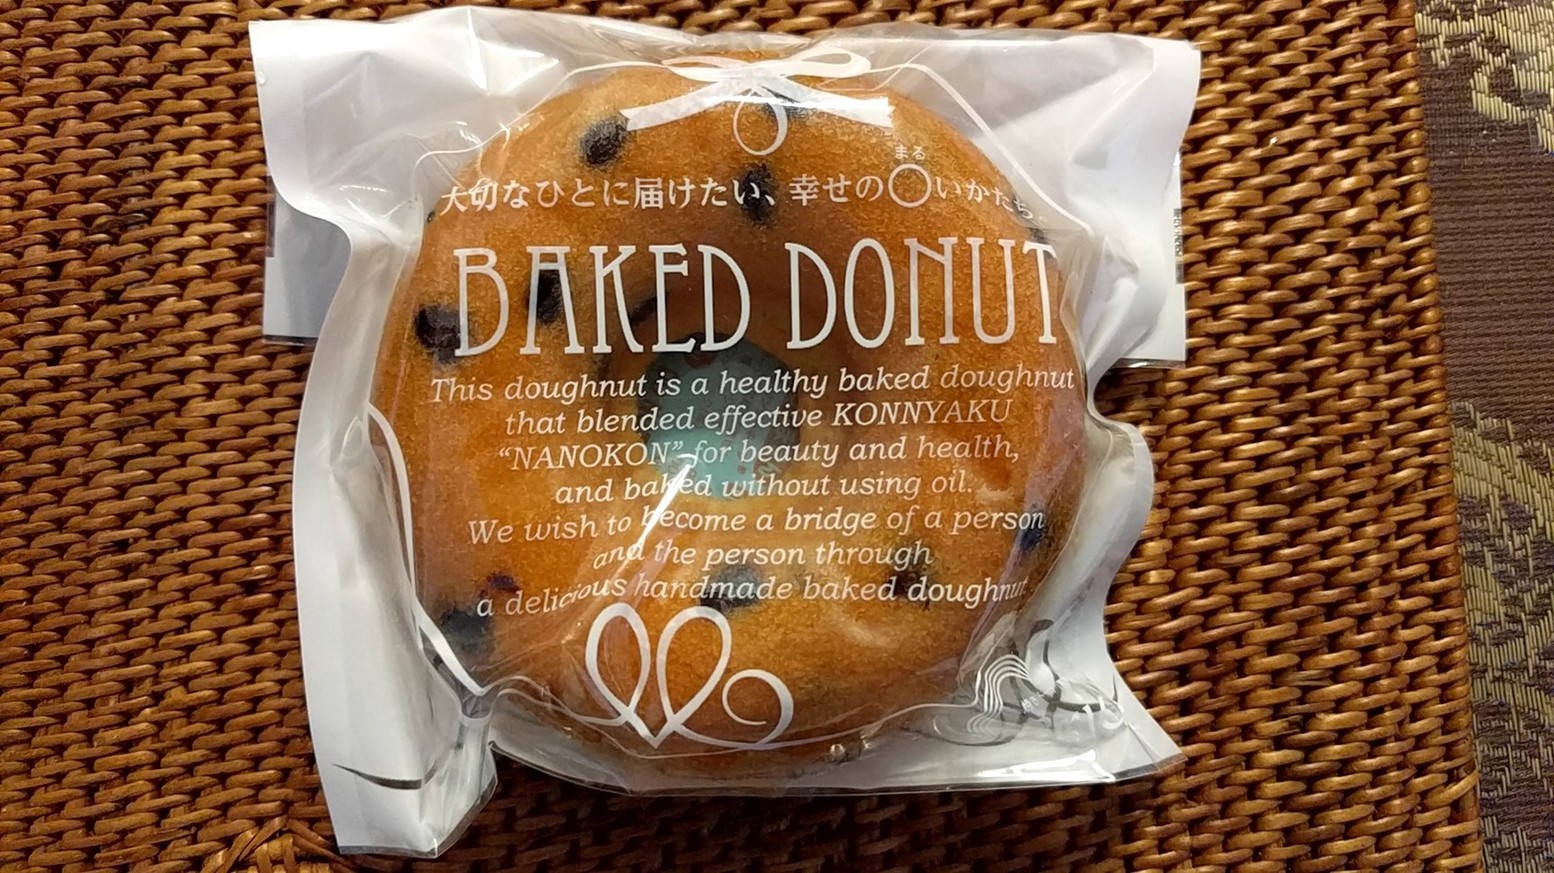 まる
大切なひとに届けたい、幸せの〇いかたち。
BAKED DONUT
This doughnut is a healthy baked doughnut
that blended effective KONNYAKU
“NANOKON” for beauty and health,
and baked without using oil.
We wish to become a bridge of a person
and the person through
a delicious handmade baked doughnut.